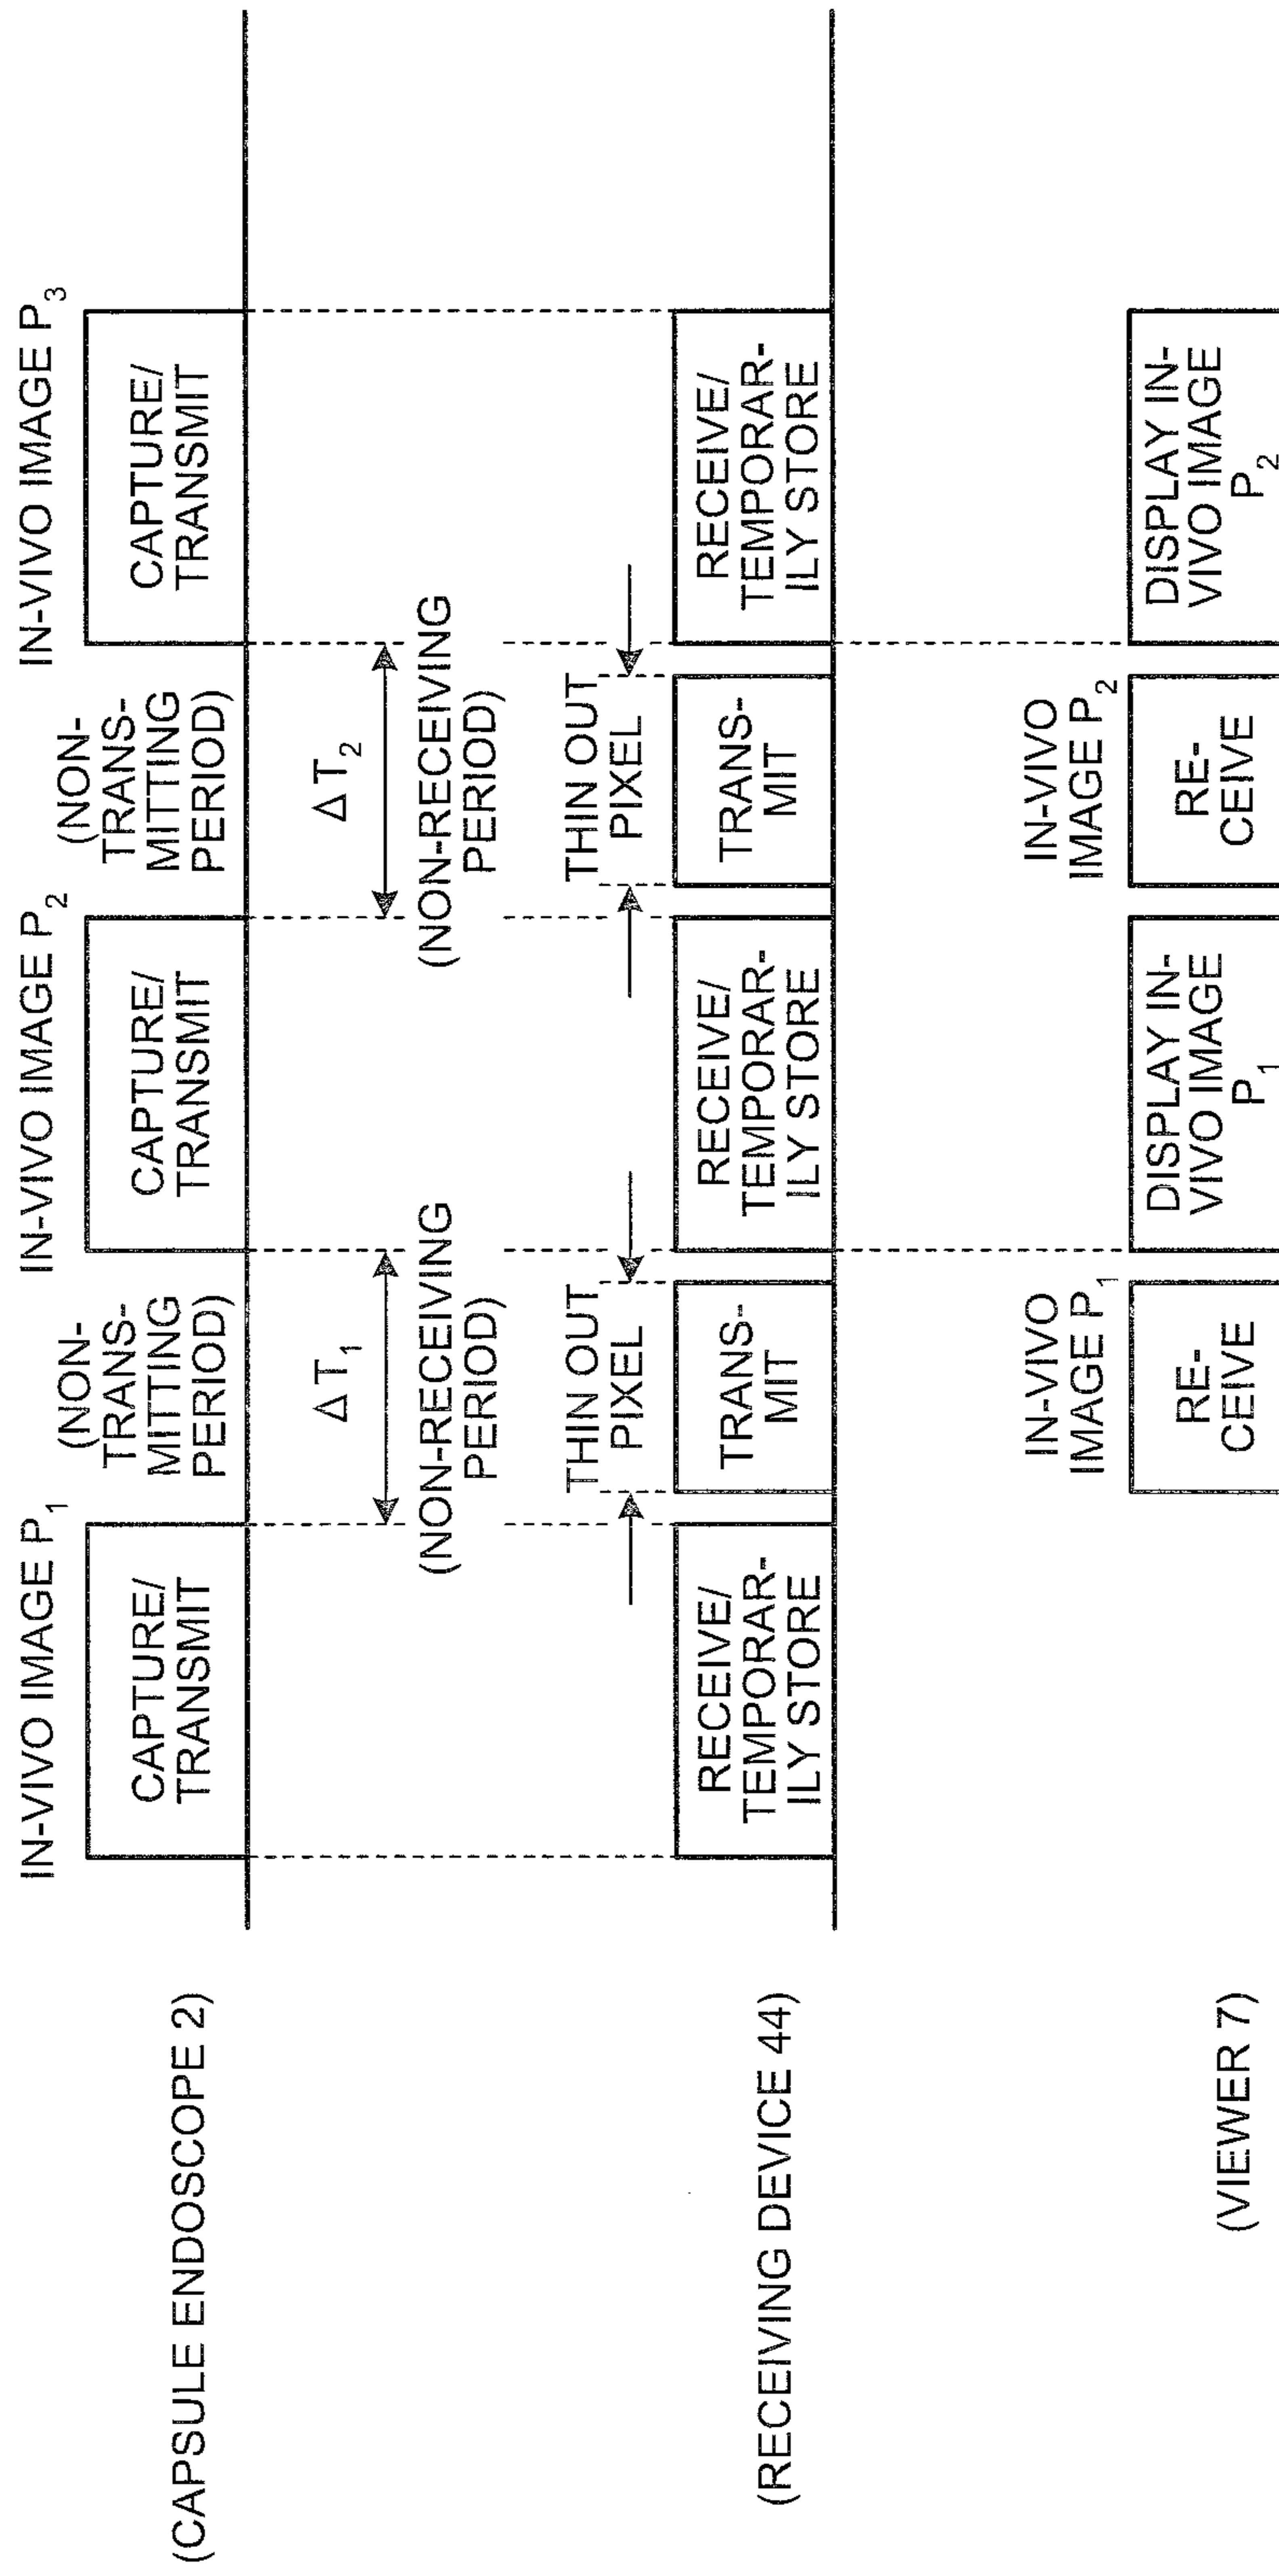 (CAPSULE ENDOSCOPE 2)
IN-VIVO IMAGE P1
CAPTURE/
TRANSMIT
(NON-
TRANS-
MITTING
PERIOD)
IN-VIVO IMAGE P2
CAPTURE/
TRANSMIT
(NON-
TRANS-
MITTING
PERIOD)
IN-VIVO IMAGE P3
CAPTURE/
TRANSMIT
Δ T1
(NON-RECEIVING
PERIOD)
Δ T2
(NON-RECEIVING
PERIOD)
(RECEIVING DEVICE 44)
RECEIVE/
TEMPORAR-
ILY STORE
THIN OUT
PIXEL
TRANS-
MIT
RECEIVE/
TEMPORAR-
ILY STORE
THIN OUT
PIXEL
TRANS-
MIT
RECEIVE/
TEMPORAR-
ILY STORE
(VIEWER 7)
IN-VIVO
IMAGE P1
RE-
CEIVE
DISPLAY IN-
VIVO IMAGE
P1
IN-VIVO
IMAGE P2
RE-
CEIVE
DISPLAY IN-
VIVO IMAGE
P2